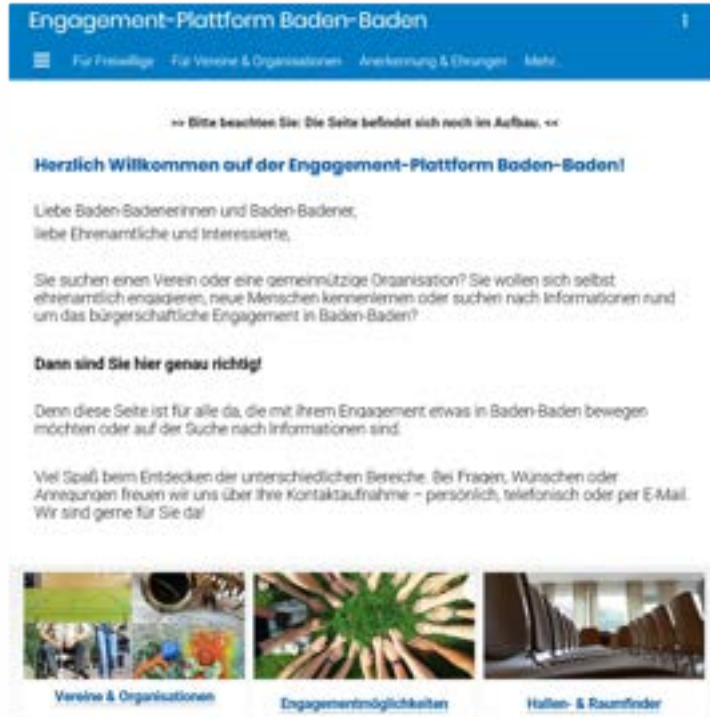 Engagement-Plattform Baden-Baden
Für Freiwillige Für Vereine & Organisationen Anerkennung & Ehrungen Mehr...
>> Bitte beachten Sie: Die Seite befindet sich noch im Aufbau. <<
Herzlich Willkommen auf der Engagement-Plattform Baden-Baden!
Liebe Baden-Badenerinnen und Baden-Badener,
liebe Ehrenamtliche und Interessierte,
Sie suchen einen Verein oder eine gemeinnützige Organisation? Sie wollen sich selbst
ehrenamtlich engagieren, neue Menschen kennenlernen oder suchen nach Informationen rund
um das bürgerschaftliche Engagement in Baden-Baden?
Dann sind Sie hier genau richtig!
Denn diese Seite ist für alle da, die mit ihrem Engagement etwas in Baden-Baden bewegen
möchten oder auf der Suche nach Informationen sind.
Viel Spaß beim Entdecken der unterschiedlichen Bereiche. Bei Fragen, Wünschen oder
Anregungen freuen wir uns über Ihre Kontaktaufnahme – persönlich, telefonisch oder per E-Mail.
Wir sind gerne für Sie da!
Vereine & Organisationen Engagementmöglichkeiten Hallen- & Raumfinder